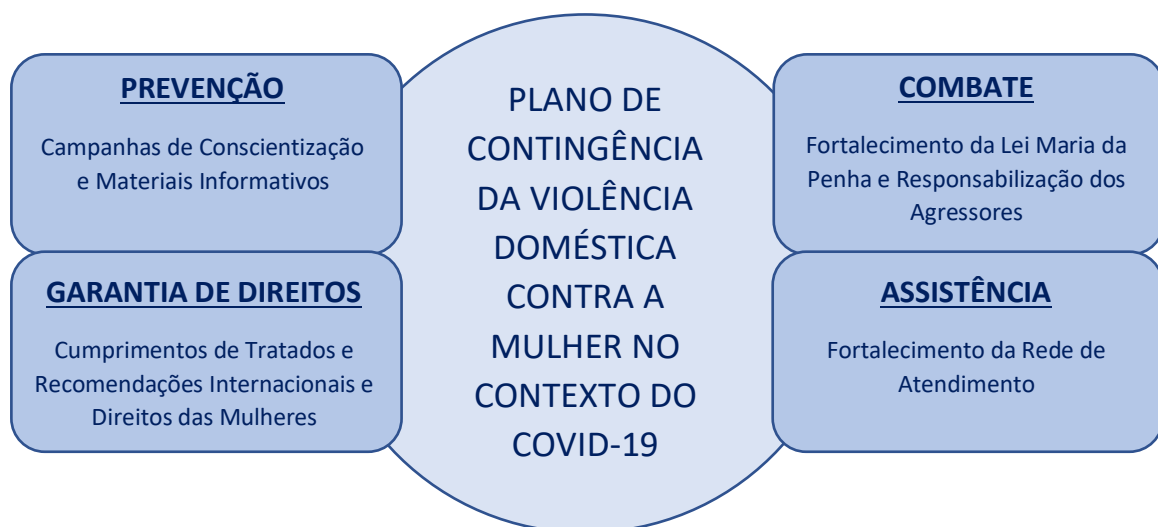 PREVENÇÃO
Campanhas de Conscientização
e Materiais Informativos
GARANTIA DE DIREITOS
Cumprimentos de Tratados e
Recomendações Internacionais e
Direitos das Mulheres
PLANO DE
CONTINGÊNCIA
DA VIOLÊNCIA
DOMÉSTICA
CONTRA A
MULHER NO
CONTEXTO DO
COVID-19
COMBATE
Fortalecimento da Lei Maria da
Penha e Responsabilização dos
Agressores
ASSISTÊNCIA
Fortalecimento da Rede de
Atendimento